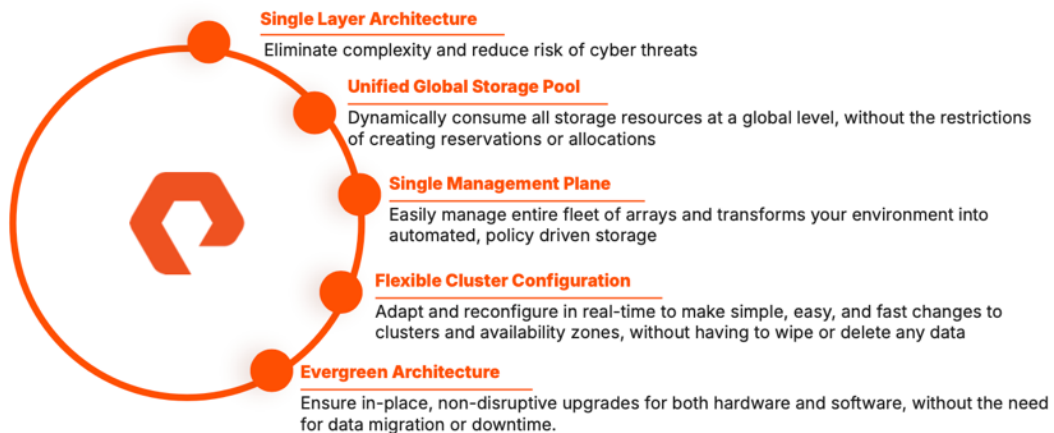 Single Layer Architecture
Eliminate complexity and reduce risk of cyber threats
Unified Global Storage Pool
Dynamically consume all storage resources at a global level, without the restrictions
of creating reservations or allocations
Single Management Plane
Easily manage entire fleet of arrays and transforms your environment into
automated, policy driven storage
Flexible Cluster Configuration
Adapt and reconfigure in real-time to make simple, easy, and fast changes to
clusters and availability zones, without having to wipe or delete any data
Evergreen Architecture
Ensure in-place, non-disruptive upgrades for both hardware and software, without the need
for data migration or downtime.